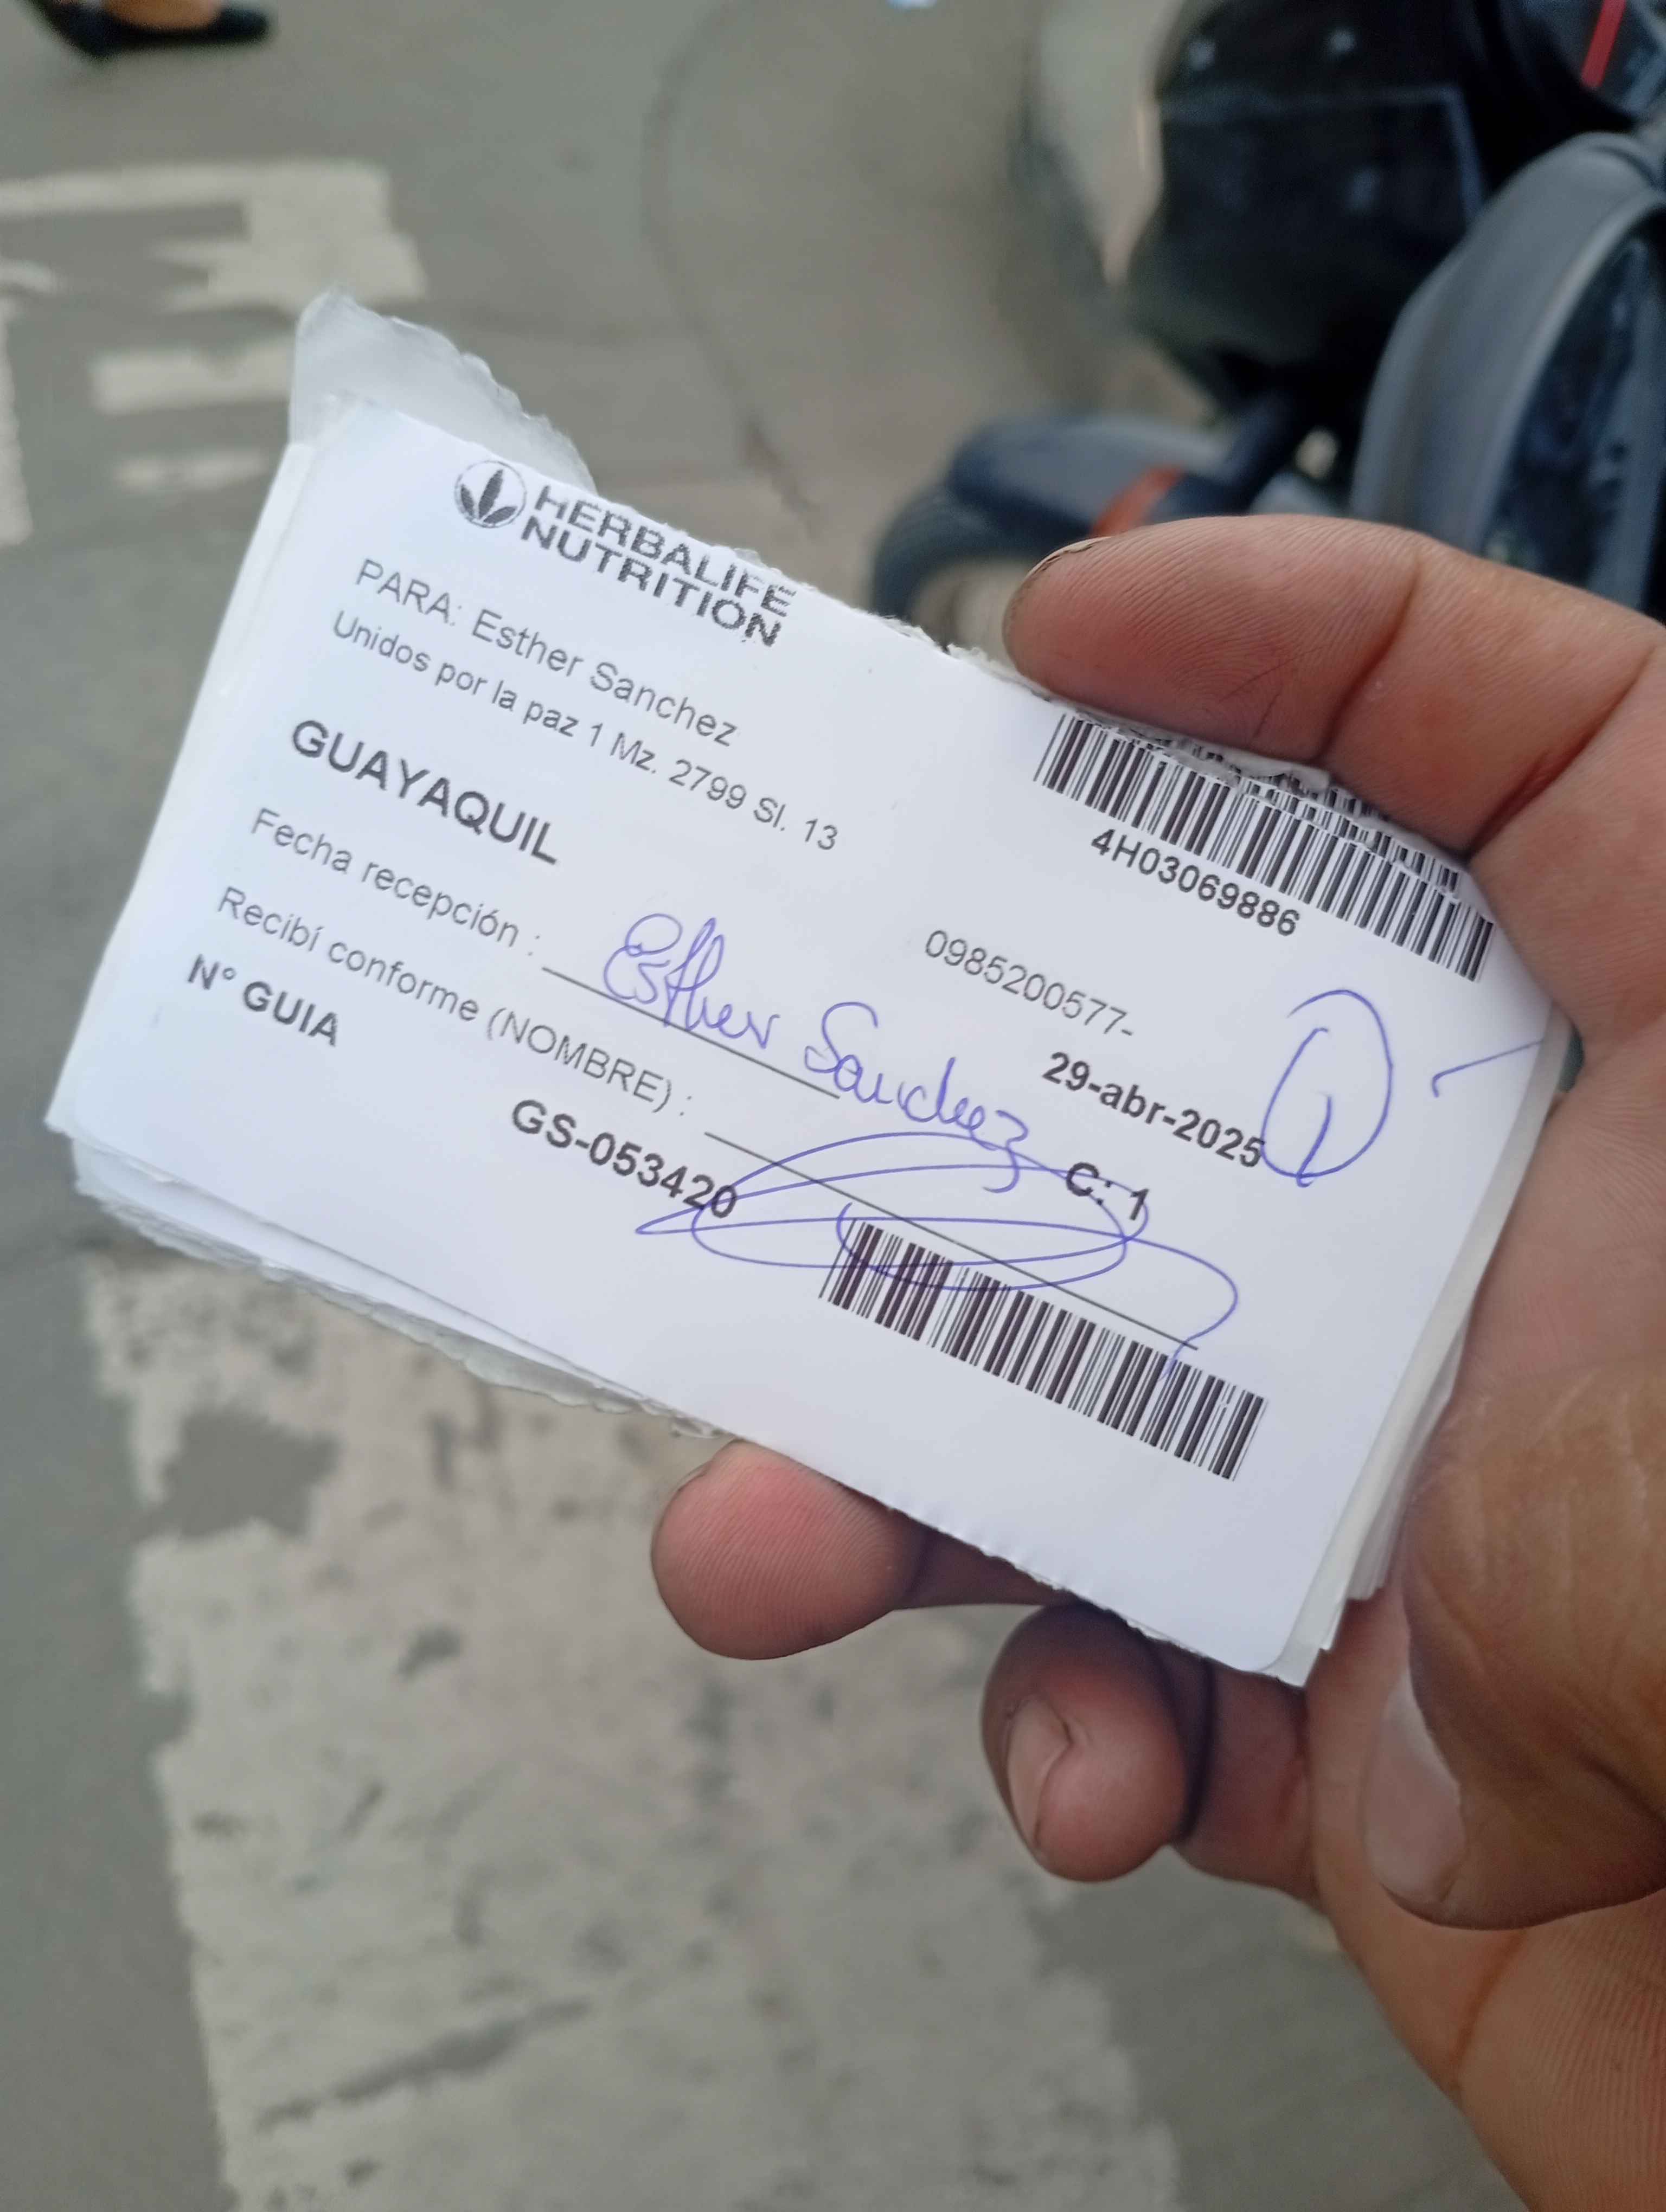 HERBALIFE
NUTRITION
PARA: Esther Sanchez
Unidos por la paz 1 Mz. 2799 Sl. 13
4H03069886
GUAYAQUIL
0985200577-
Fecha recepción : Esther Sanchez
29-abr-2025
Recibí conforme (NOMBRE) :
C: 1
N° GUIA
GS-053420